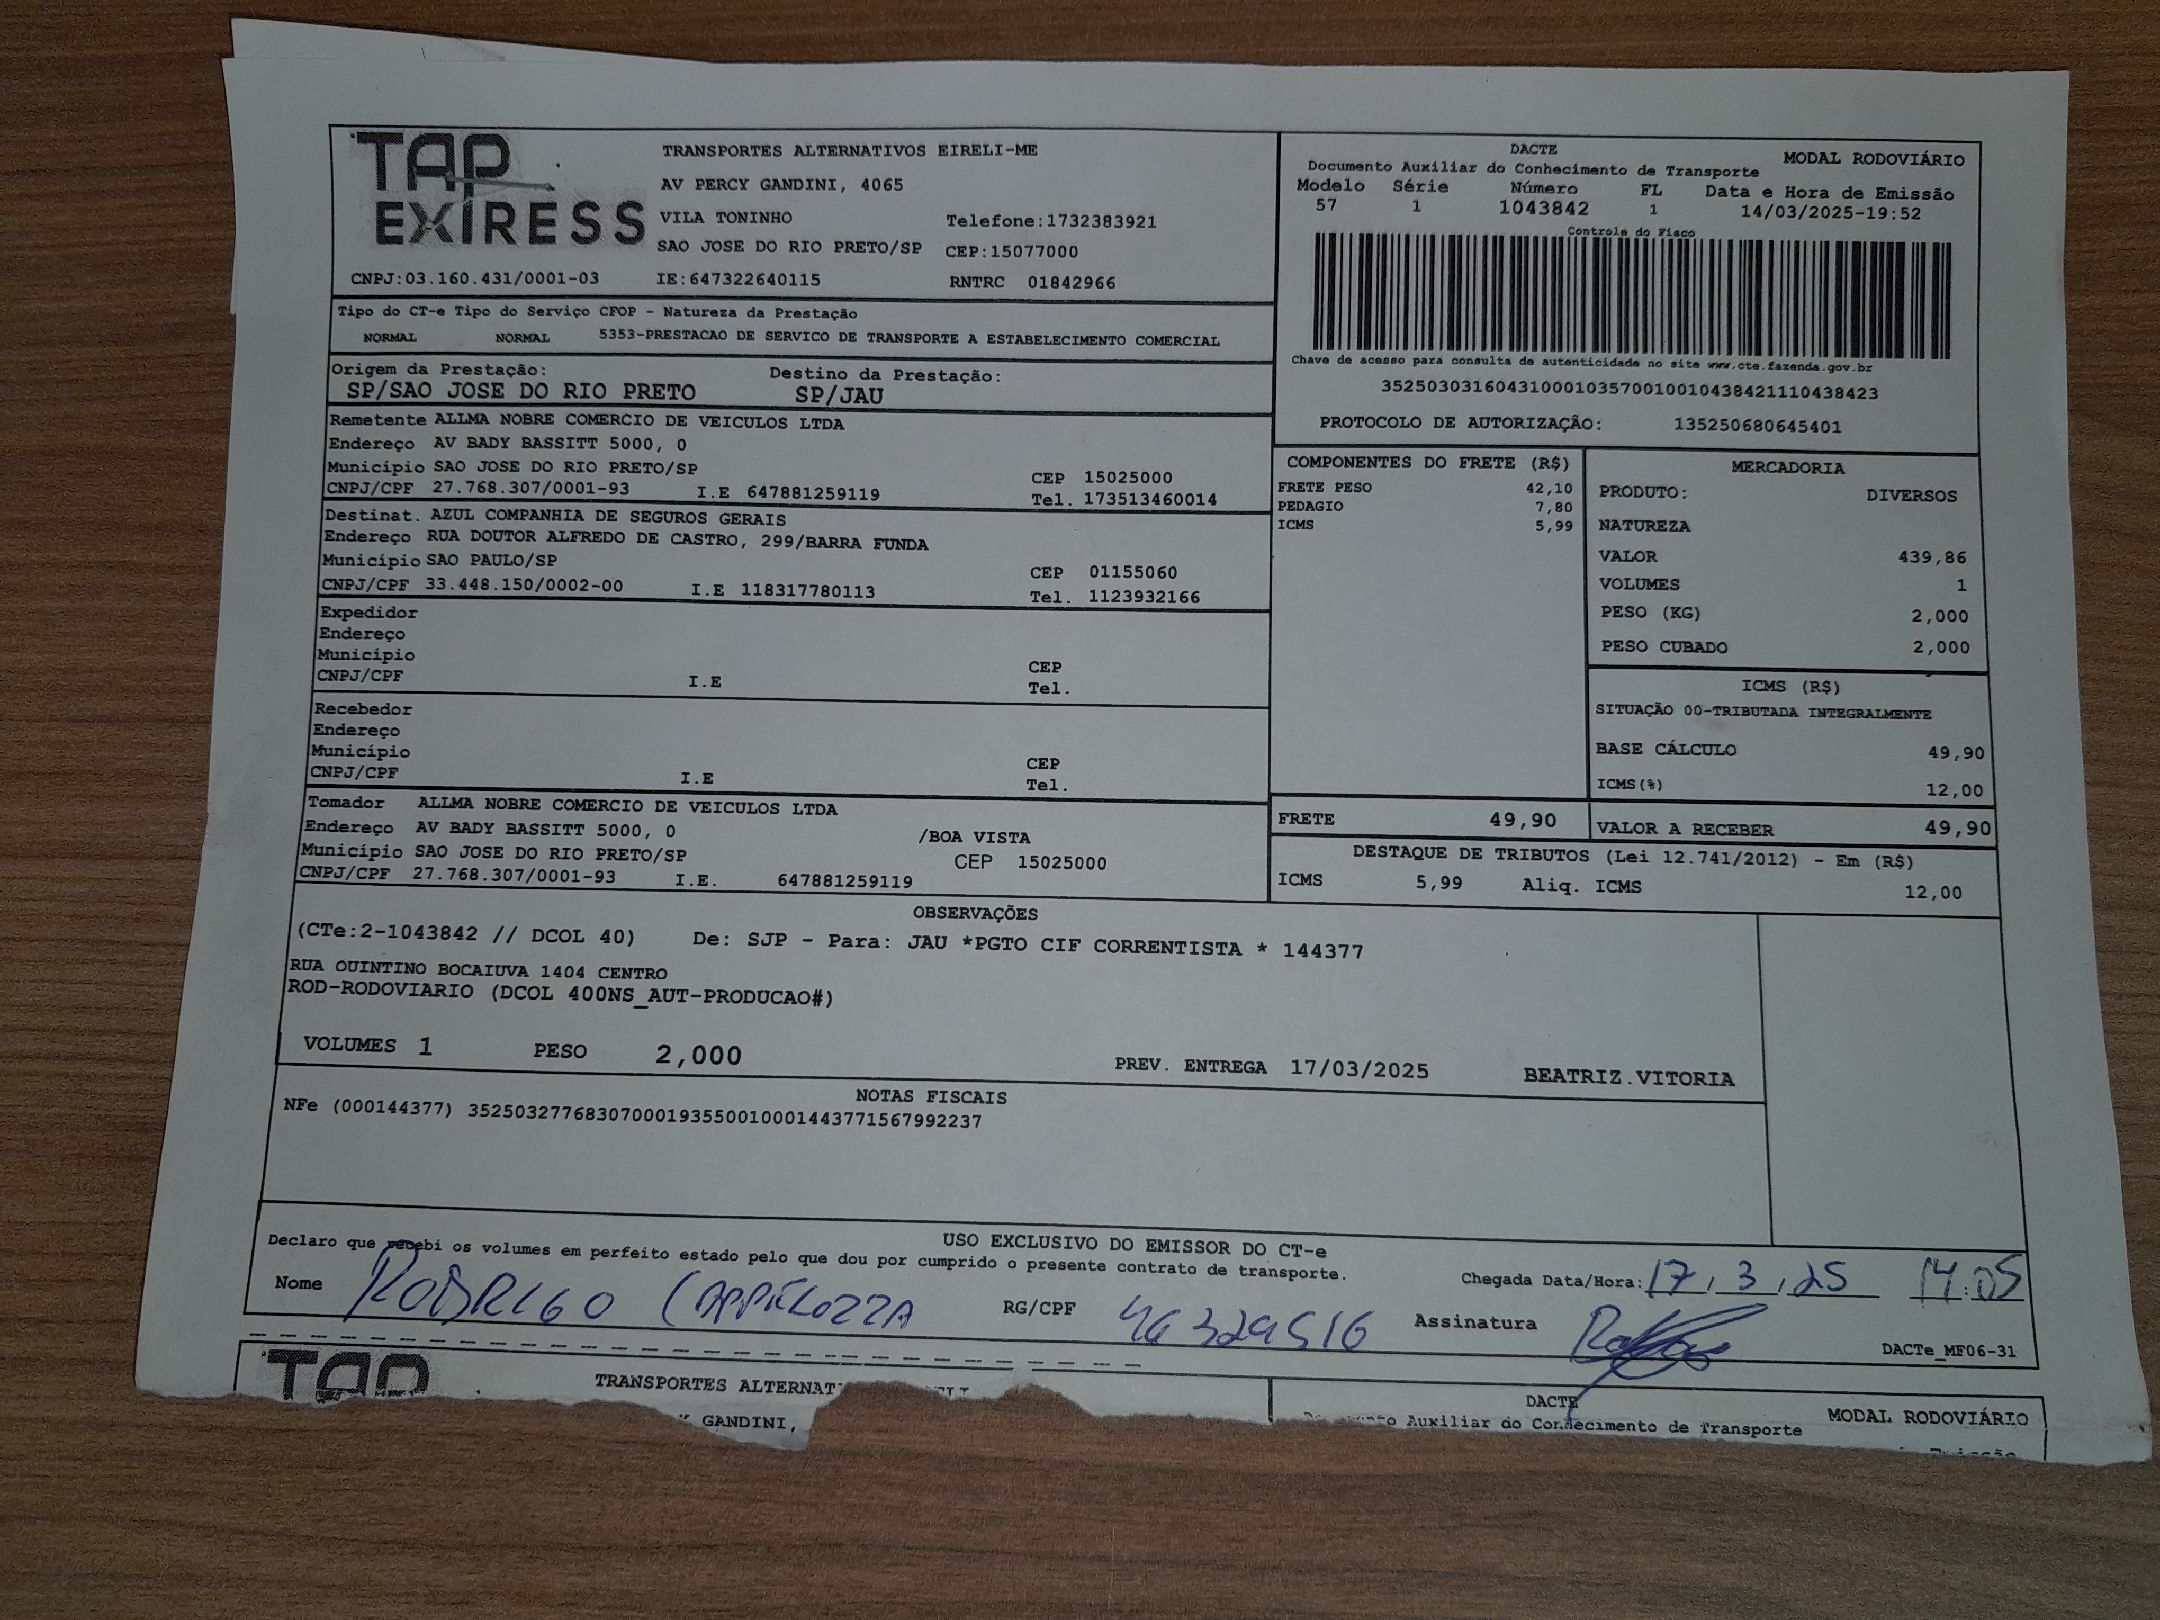 TAP
EXIRESS
TRANSPORTES ALTERNATIVOS EIRELI-ME
AV PERCY GANDINI, 4065
VILA TONINHO Telefone:1732383921
SAO JOSE DO RIO PRETO/SP CEP:15077000
CNPJ:03.160.431/0001-03 IE:647322640115 RNTRC 01842966
DACTE
Documento Auxiliar do Conhecimento de Transporte MODAL RODOVIÁRIO
Modelo Série Número FL Data e Hora de Emissão
57 1 1043842 1 14/03/2025-19:52
Controle do Fisco
Chave de acesso para consulta de autenticidade no site www.cte.fazenda.gov.br
35250303160431000103570010010438421110438423
PROTOCOLO DE AUTORIZAÇÃO: 135250680645401
Tipo do CT-e Tipo do Serviço CFOP - Natureza da Prestação
NORMAL NORMAL 5353-PRESTACAO DE SERVICO DE TRANSPORTE A ESTABELECIMENTO COMERCIAL
Origem da Prestação: Destino da Prestação:
SP/SAO JOSE DO RIO PRETO SP/JAU
Remetente ALLMA NOBRE COMERCIO DE VEICULOS LTDA
Endereço AV BADY BASSITT 5000, 0
Município SAO JOSE DO RIO PRETO/SP CEP 15025000
CNPJ/CPF 27.768.307/0001-93 I.E 647881259119 Tel. 173513460014
Destinat. AZUL COMPANHIA DE SEGUROS GERAIS
Endereço RUA DOUTOR ALFREDO DE CASTRO, 299/BARRA FUNDA
Município SAO PAULO/SP CEP 01155060
CNPJ/CPF 33.448.150/0002-00 I.E 118317780113 Tel. 1123932166
Expedidor
Endereço
Município CEP
CNPJ/CPF I.E Tel.
Recebedor
Endereço
Município CEP
CNPJ/CPF I.E Tel.
Tomador ALLMA NOBRE COMERCIO DE VEICULOS LTDA
Endereço AV BADY BASSITT 5000, 0 /BOA VISTA
Município SAO JOSE DO RIO PRETO/SP CEP 15025000
CNPJ/CPF 27.768.307/0001-93 I.E. 647881259119
COMPONENTES DO FRETE (R$)
FRETE PESO 42,10
PEDAGIO 7,80
ICMS 5,99
MERCADORIA
PRODUTO: DIVERSOS
NATUREZA
VALOR 439,86
VOLUMES 1
PESO (KG) 2,000
PESO CUBADO 2,000
ICMS (R$)
SITUAÇÃO 00-TRIBUTADA INTEGRALMENTE
BASE CÁLCULO 49,90
ICMS(%) 12,00
FRETE 49,90 VALOR A RECEBER 49,90
DESTAQUE DE TRIBUTOS (Lei 12.741/2012) - Em (R$)
ICMS 5,99 Aliq. ICMS 12,00
OBSERVAÇÕES
(CTe:2-1043842 // DCOL 40) De: SJP - Para: JAU *PGTO CIF CORRENTISTA * 144377
RUA QUINTINO BOCAIUVA 1404 CENTRO
ROD-RODOVIARIO (DCOL 400NS_AUT-PRODUCAO#)
VOLUMES 1 PESO 2,000 PREV. ENTREGA 17/03/2025 BEATRIZ.VITORIA
NOTAS FISCAIS
NFe (000144377) 35250327768307000193550010001443771567992237
USO EXCLUSIVO DO EMISSOR DO CT-e
Declaro que recebi os volumes em perfeito estado pelo que dou por cumprido o presente contrato de transporte.
Chegada Data/Hora: 17,3,25 14:05
Nome RODRIGO CAPPELOZZA RG/CPF 46329516 Assinatura
DACTe_MF06-31
TAP
TRANSPORTES ALTERNAT
GANDINI,
DACTE
Auxiliar do Conhecimento de Transporte MODAL RODOVIÁRIO